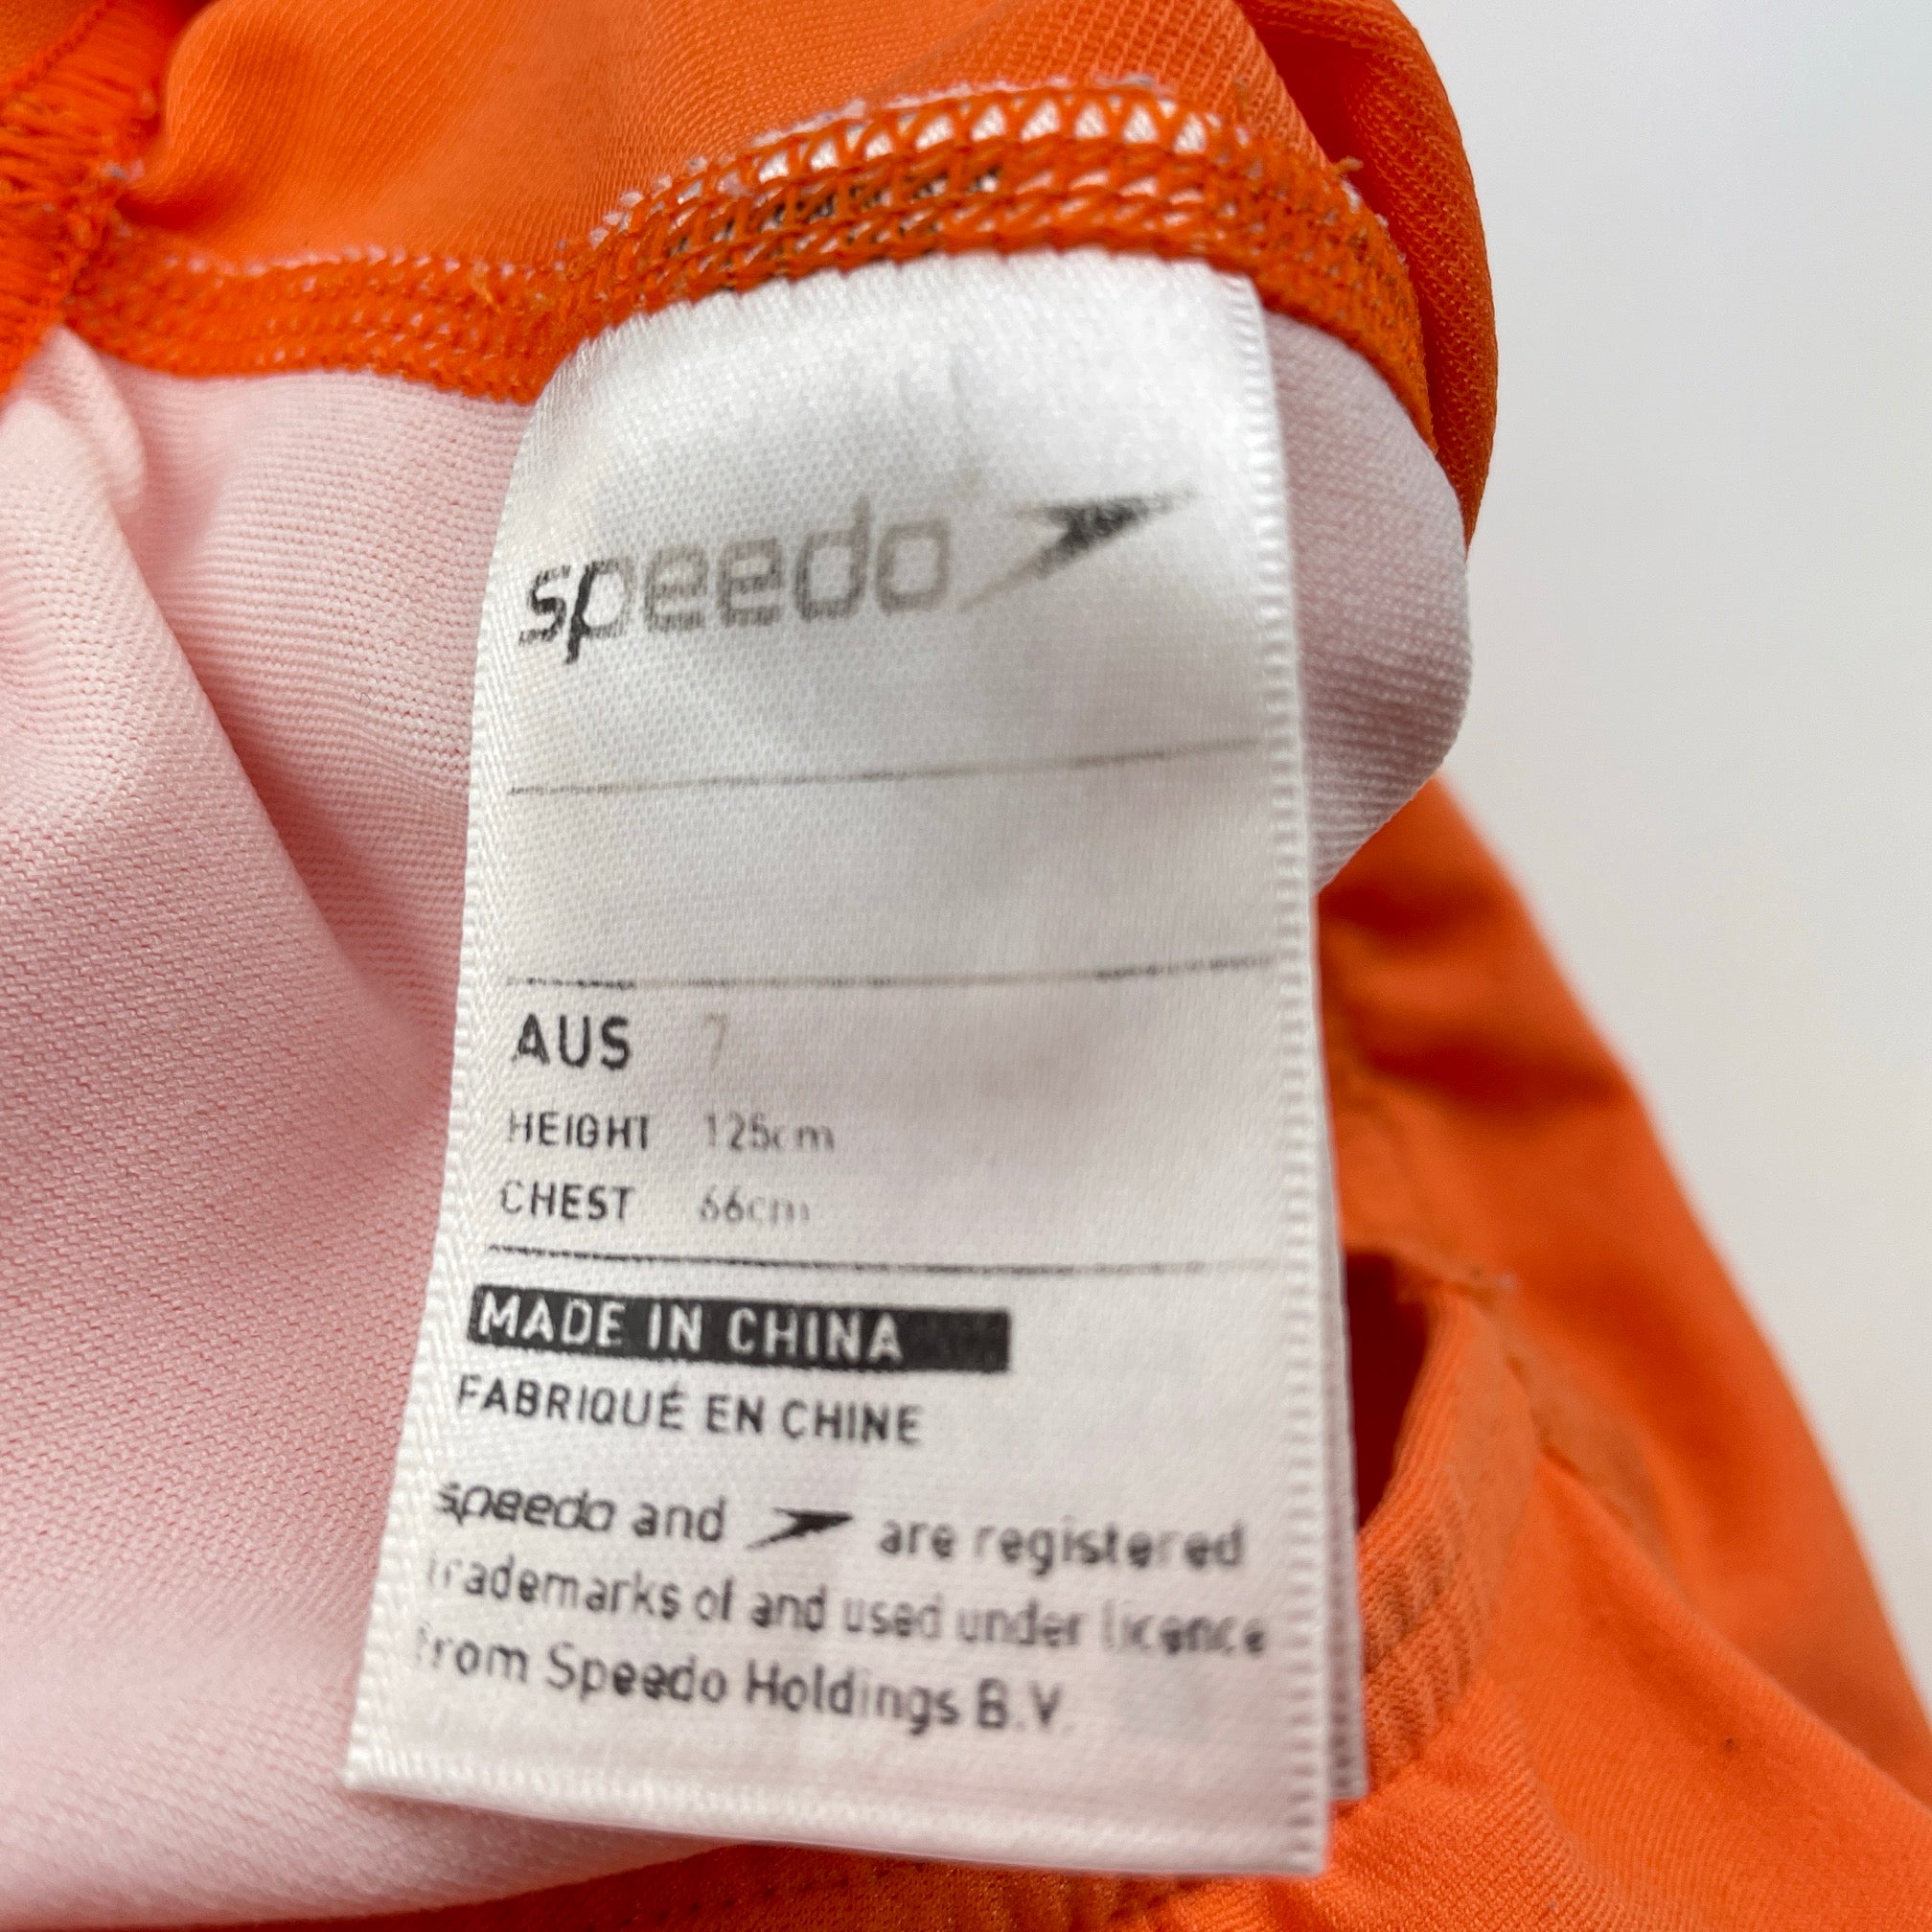 speedo
AUS 7
HEIGHT 125cm
CHEST 66cm
MADE IN CHINA
FABRIQUÉ EN CHINE
speedo and are registered
trademarks of and used under licence
from Speedo Holdings B.V.